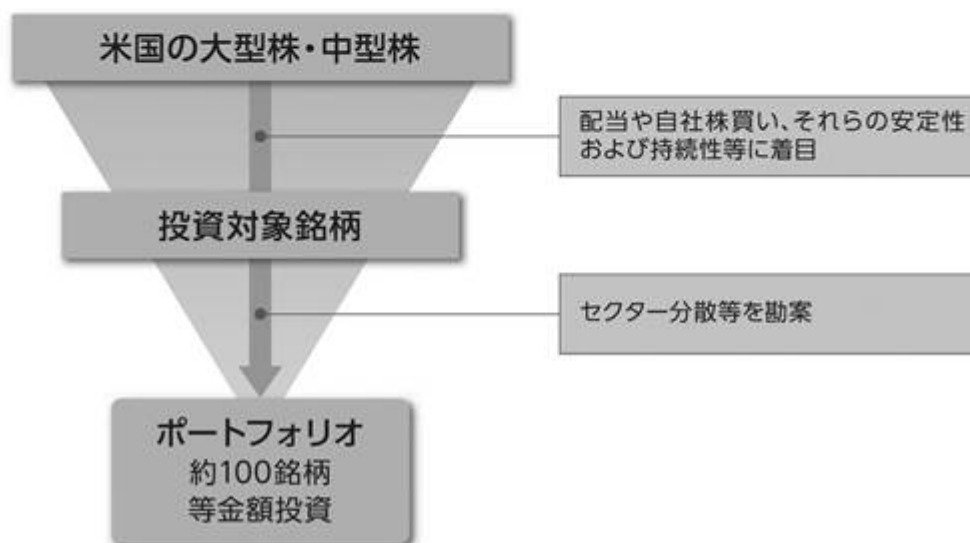 米国の大型株・中型株
配当や自社株買い、それらの安定性
および持続性等に着目
投資対象銘柄
セクター分散等を勘案
ポートフォリオ
約100銘柄
等金額投資